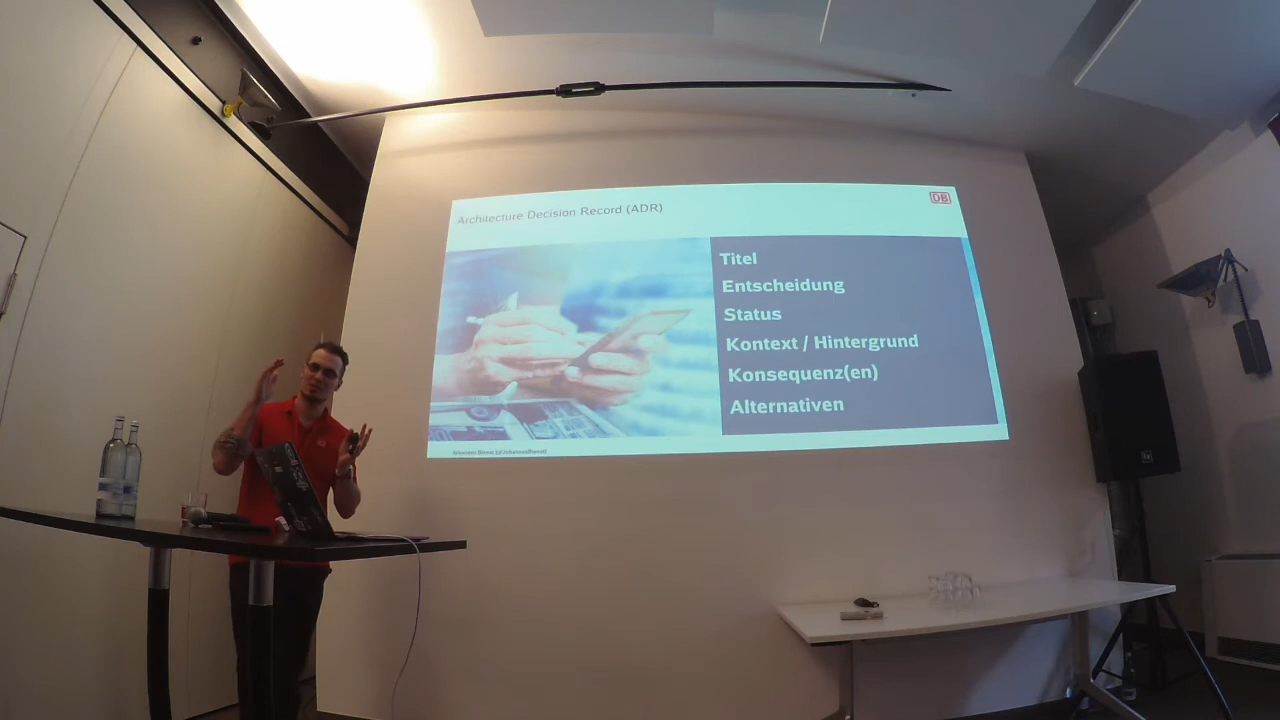 Architecture Decision Record (ADR)
DB
Titel
Entscheidung
Status
Kontext / Hintergrund
Konsequenz(en)
Alternativen